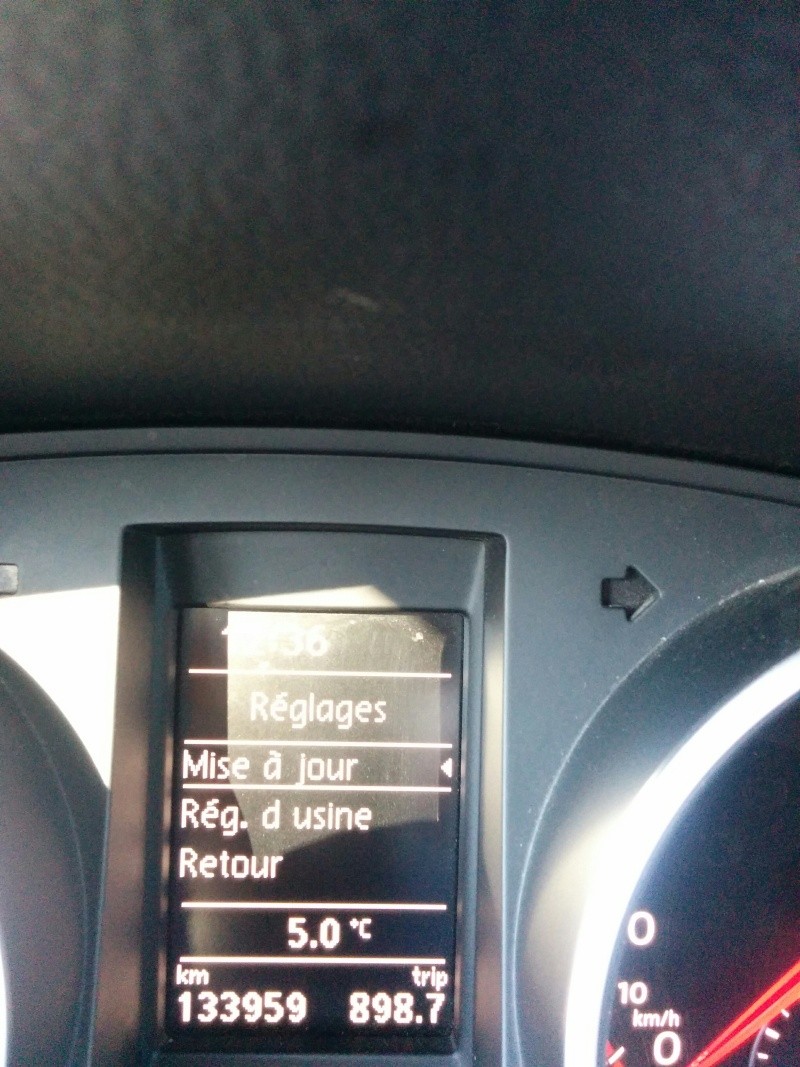 Réglages
Mise à jour
Rég. d usine
Retour
5.0 °C
km trip
133959 898.7
0
10
km/h
0